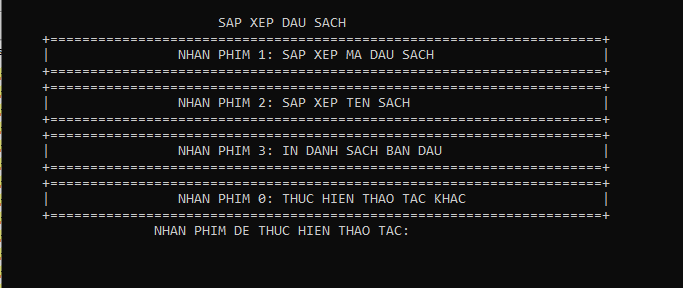 SAP XEP DAU SACH
+=====================================================================+
| NHAN PHIM 1: SAP XEP MA DAU SACH |
+=====================================================================+
+=====================================================================+
| NHAN PHIM 2: SAP XEP TEN SACH |
+=====================================================================+
+=====================================================================+
| NHAN PHIM 3: IN DANH SACH BAN DAU |
+=====================================================================+
+=====================================================================+
| NHAN PHIM 0: THUC HIEN THAO TAC KHAC |
+=====================================================================+
NHAN PHIM DE THUC HIEN THAO TAC: